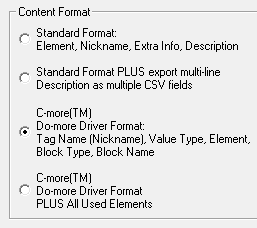 Content Format
Standard Format:
Element, Nickname, Extra Info, Description
Standard Format PLUS export multi-line
Description as multiple CSV fields
C-more(TM)
Do-more Driver Format:
Tag Name (Nickname), Value Type, Element,
Block Type, Block Name
C-more(TM)
Do-more Driver Format
PLUS All Used Elements